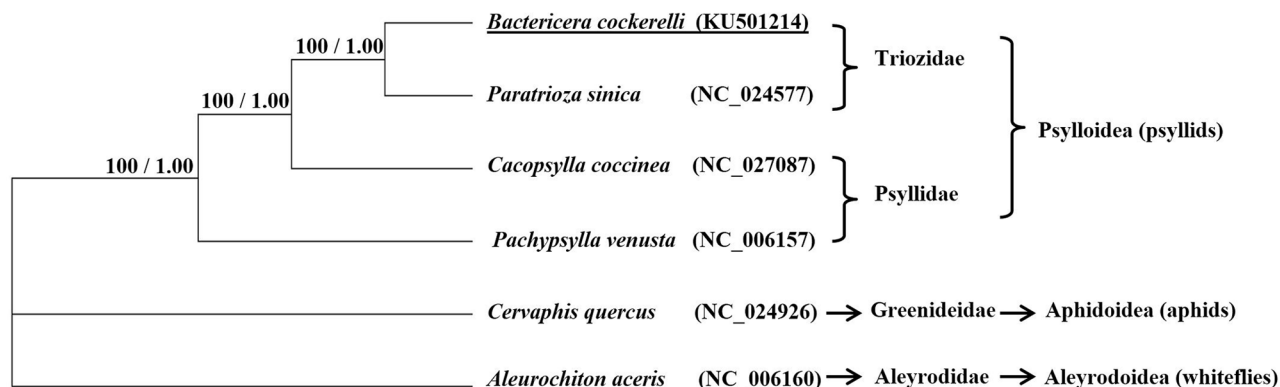 Bactericera cockerelli (KU501214)
100 / 1.00
Triozidae
Paratrioza sinica (NC_024577)
100 / 1.00
Psylloidea (psyllids)
100 / 1.00
Cacopsylla coccinea (NC_027087)
Psyllidae
Pachypsylla venusta (NC_006157)
Cervaphis quercus (NC_024926) Greenideidae Aphidoidea (aphids)
Aleurochiton aceris (NC_006160) Aleyrodidae Aleyrodoidea (whiteflies)